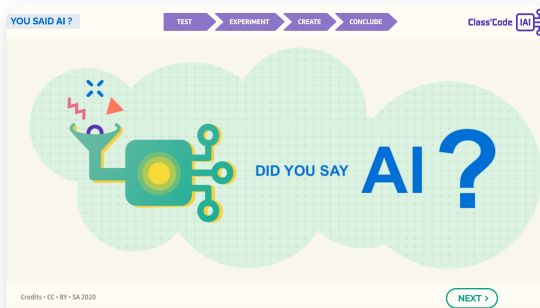 YOU SAID AI ?
TEST
EXPERIMENT
CREATE
CONCLUDE
Class'Code IAI
DID YOU SAY AI ?
Credits • CC • BY • SA 2020
NEXT >